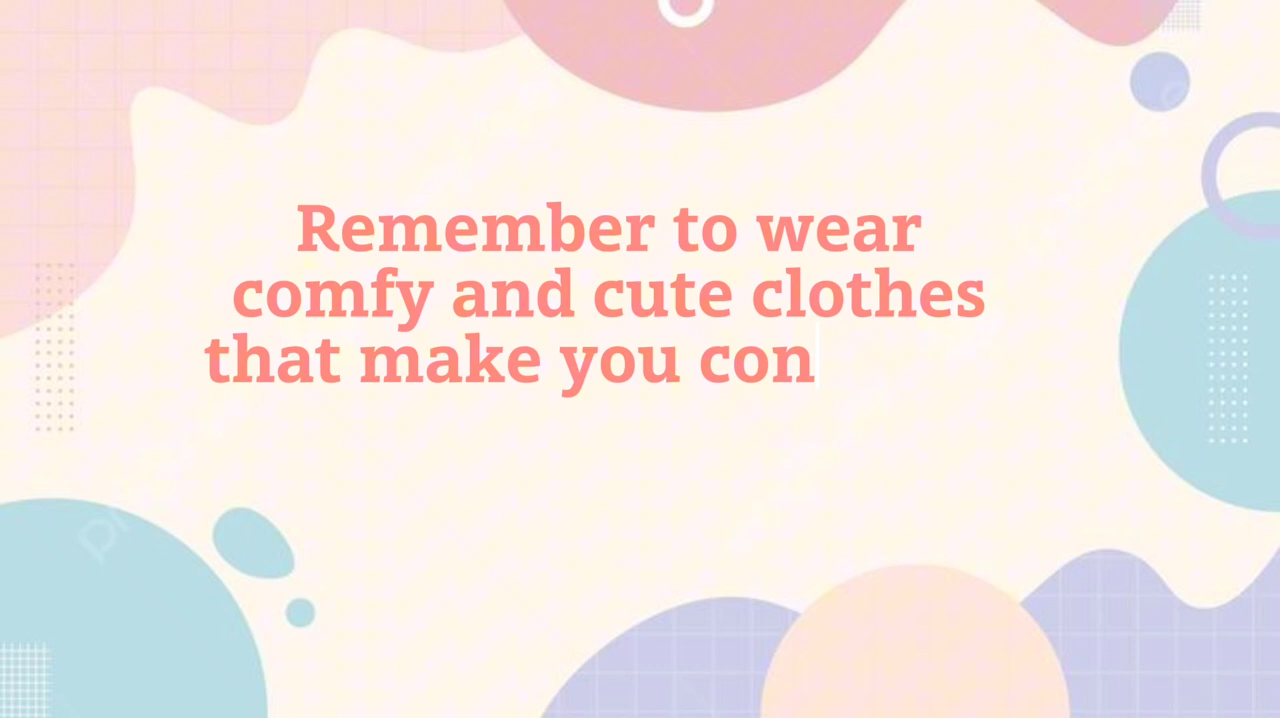 Remember to wear
comfy and cute clothes
that make you con